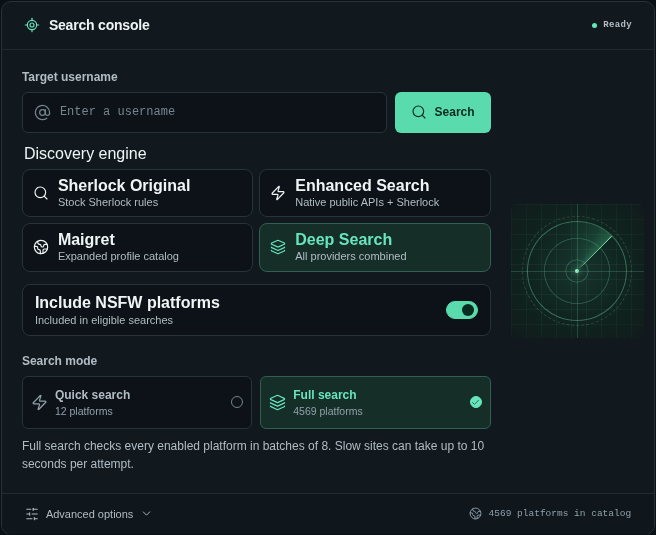 Search console
Ready
Target username
Enter a username
Search
Discovery engine
Sherlock Original
Stock Sherlock rules
Enhanced Search
Native public APIs + Sherlock
Maigret
Expanded profile catalog
Deep Search
All providers combined
Include NSFW platforms
Included in eligible searches
Search mode
Quick search
12 platforms
Full search
4569 platforms
Full search checks every enabled platform in batches of 8. Slow sites can take up to 10
seconds per attempt.
Advanced options
4569 platforms in catalog